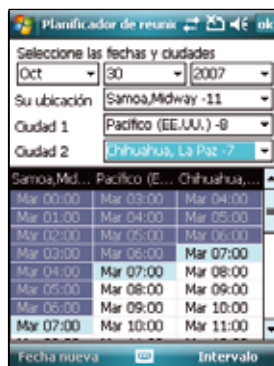 Planificador de reunic ok
Seleccione las fechas y ciudades
Oct 30 2007
Su ubicación Samoa,Midway -11
Ciudad 1 Pacífico (EE.UU.) -8
Ciudad 2 Chihuahua, La Paz -7
Samoa,Mid... Pacífico (E... Chihuahua,...
Mar 00:00 Mar 03:00 Mar 04:00
Mar 01:00 Mar 04:00 Mar 05:00
Mar 02:00 Mar 05:00 Mar 06:00
Mar 03:00 Mar 06:00 Mar 07:00
Mar 04:00 Mar 07:00 Mar 08:00
Mar 05:00 Mar 08:00 Mar 09:00
Mar 06:00 Mar 09:00 Mar 10:00
Mar 07:00 Mar 10:00 Mar 11:00
Fecha nueva Intervalo